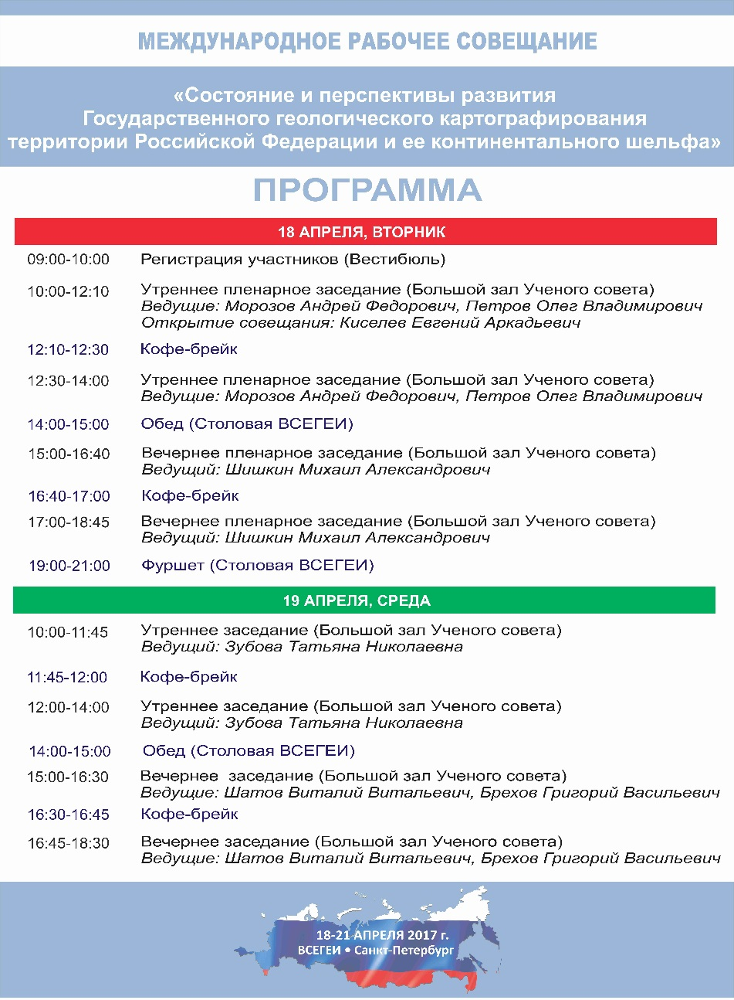 МЕЖДУНАРОДНОЕ РАБОЧЕЕ СОВЕЩАНИЕ
«Состояние и перспективы развития
Государственного геологического картографирования
территории Российской Федерации и ее континентального шельфа»
ПРОГРАММА
18 АПРЕЛЯ, ВТОРНИК
09:00-10:00 Регистрация участников (Вестибюль)
10:00-12:10 Утреннее пленарное заседание (Большой зал Ученого совета)
Ведущие: Морозов Андрей Федорович, Петров Олег Владимирович
Открытие совещания: Киселев Евгений Аркадьевич
12:10-12:30 Кофе-брейк
12:30-14:00 Утреннее пленарное заседание (Большой зал Ученого совета)
Ведущие: Морозов Андрей Федорович, Петров Олег Владимирович
14:00-15:00 Обед (Столовая ВСЕГЕИ)
15:00-16:40 Вечернее пленарное заседание (Большой зал Ученого совета)
Ведущий: Шишкин Михаил Александрович
16:40-17:00 Кофе-брейк
17:00-18:45 Вечернее пленарное заседание (Большой зал Ученого совета)
Ведущий: Шишкин Михаил Александрович
19:00-21:00 Фуршет (Столовая ВСЕГЕИ)
19 АПРЕЛЯ, СРЕДА
10:00-11:45 Утреннее заседание (Большой зал Ученого совета)
Ведущий: Зубова Татьяна Николаевна
11:45-12:00 Кофе-брейк
12:00-14:00 Утреннее заседание (Большой зал Ученого совета)
Ведущий: Зубова Татьяна Николаевна
14:00-15:00 Обед (Столовая ВСЕГЕИ)
15:00-16:30 Вечернее заседание (Большой зал Ученого совета)
Ведущие: Шатов Виталий Витальевич, Брехов Григорий Васильевич
16:30-16:45 Кофе-брейк
16:45-18:30 Вечернее заседание (Большой зал Ученого совета)
Ведущие: Шатов Виталий Витальевич, Брехов Григорий Васильевич
18-21 АПРЕЛЯ 2017 г.
ВСЕГЕИ • Санкт-Петербург